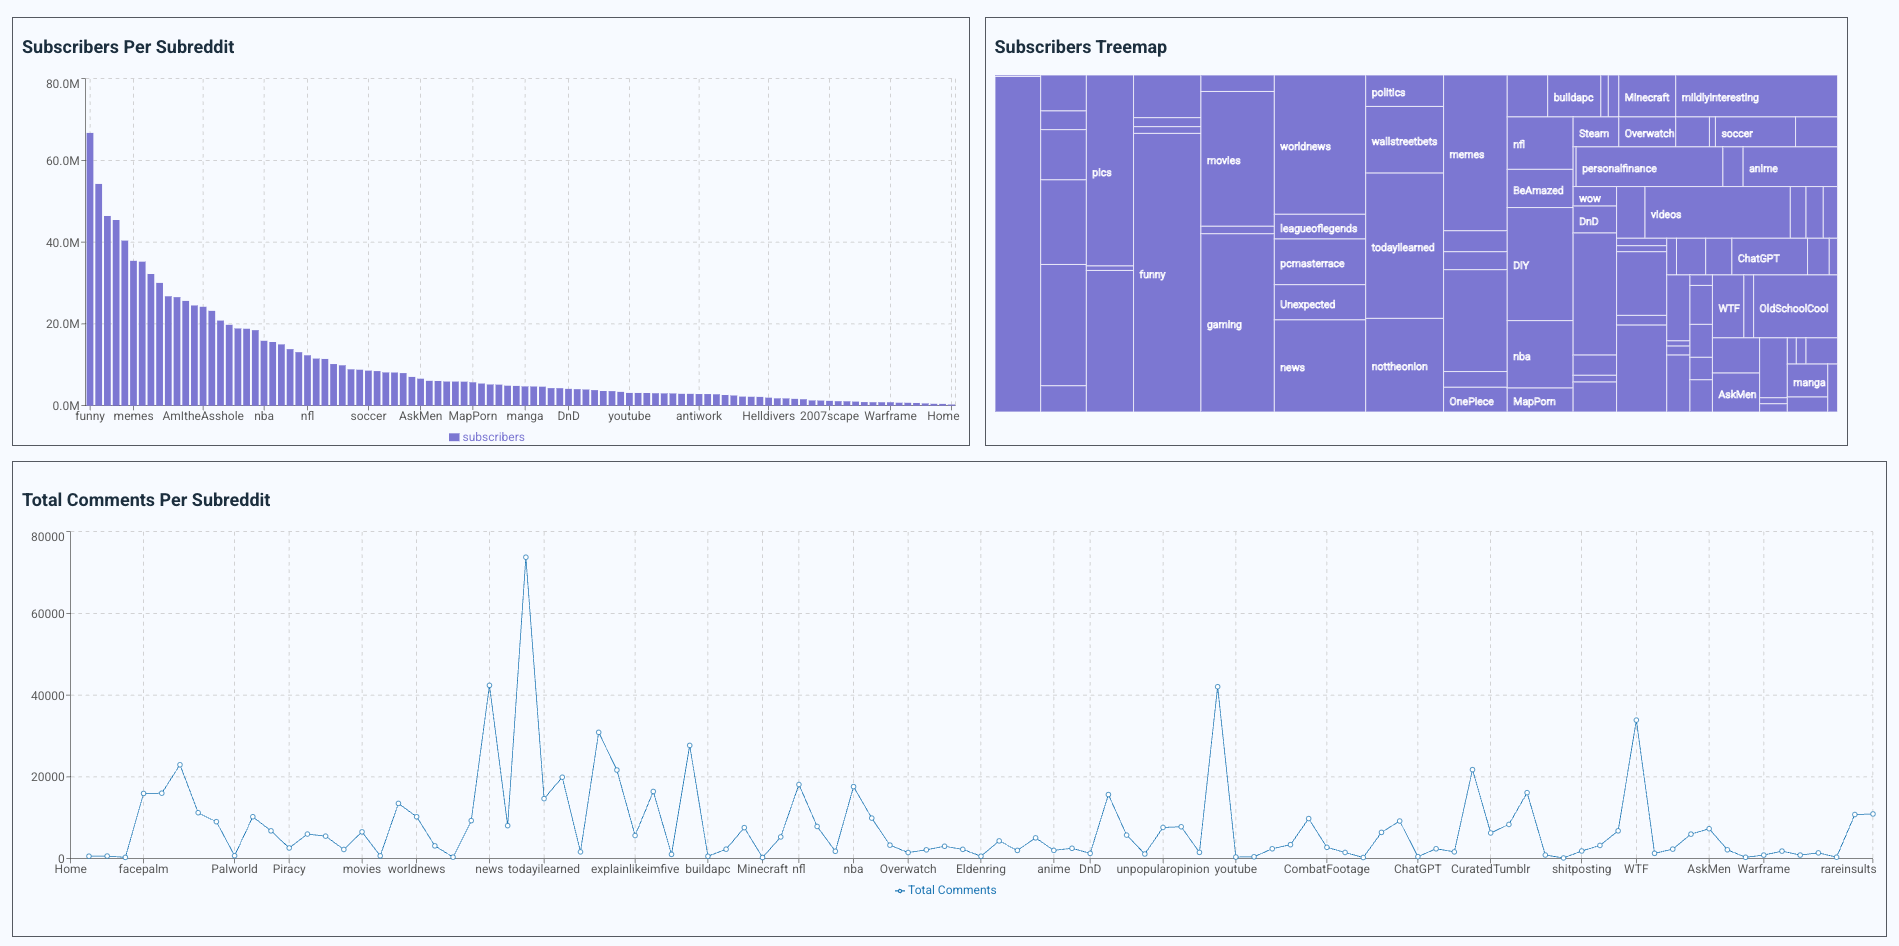 Subscribers Per Subreddit
80.0M
60.0M
40.0M
20.0M
0.0M
funny memes AmItheAsshole nba nfl soccer AskMen MapPorn manga DnD youtube antiwork Helldivers 2007scape Warframe Home
subscribers
Subscribers Treemap
pics
funny
movies
gaming
worldnews
leagueoflegends
pcmasterrace
Unexpected
news
politics
wallstreetbets
todayilearned
nottheonion
memes
OnePiece
nfl
BeAmazed
DIY
nba
MapPorn
buildapc
Minecraft
mildlyinteresting
Steam
Overwatch
soccer
personalfinance
anime
wow
DnD
videos
ChatGPT
WTF
OldSchoolCool
AskMen
manga
Total Comments Per Subreddit
80000
60000
40000
20000
0
Home facepalm Palworld Piracy movies worldnews news todayilearned explainlikeimfive buildapc Minecraft nfl nba Overwatch Eldenring anime DnD unpopularopinion youtube CombatFootage ChatGPT CuratedTumblr shitposting WTF AskMen Warframe rareinsults
Total Comments